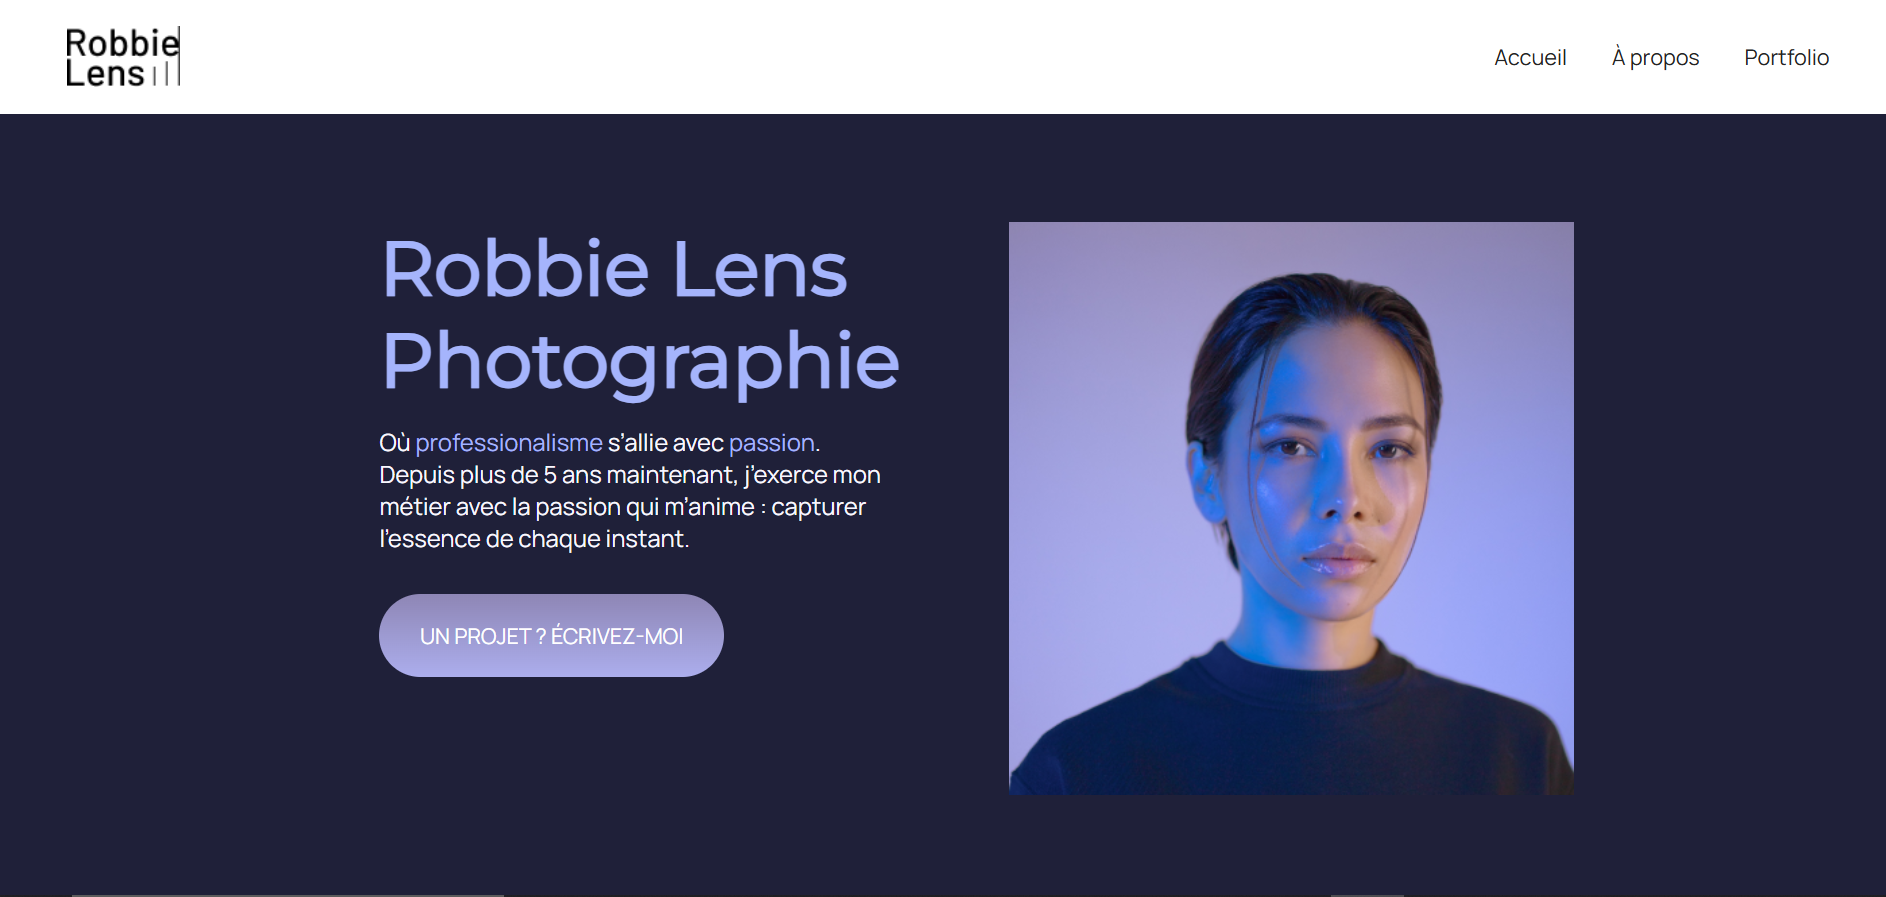 Robbie
Lens
Accueil
À propos
Portfolio
Robbie Lens
Photographie
Où professionalisme s’allie avec passion.
Depuis plus de 5 ans maintenant, j’exerce mon
métier avec la passion qui m’anime : capturer
l’essence de chaque instant.
UN PROJET ? ÉCRIVEZ-MOI